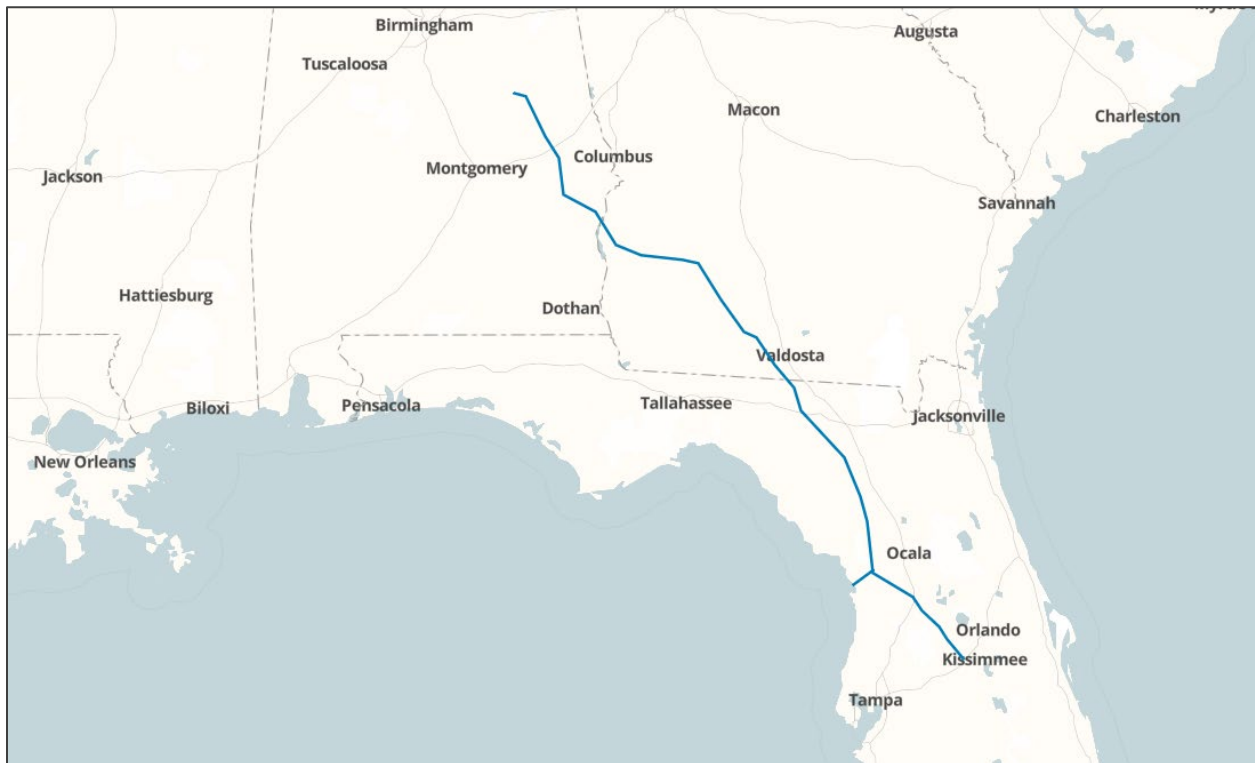 Birmingham
Augusta
Tuscaloosa
Macon
Charleston
Columbus
Montgomery
Jackson
Savannah
Hattiesburg
Dothan
Valdosta
Tallahassee
Pensacola
Biloxi
Jacksonville
New Orleans
Ocala
Orlando
Kissimmee
Tampa